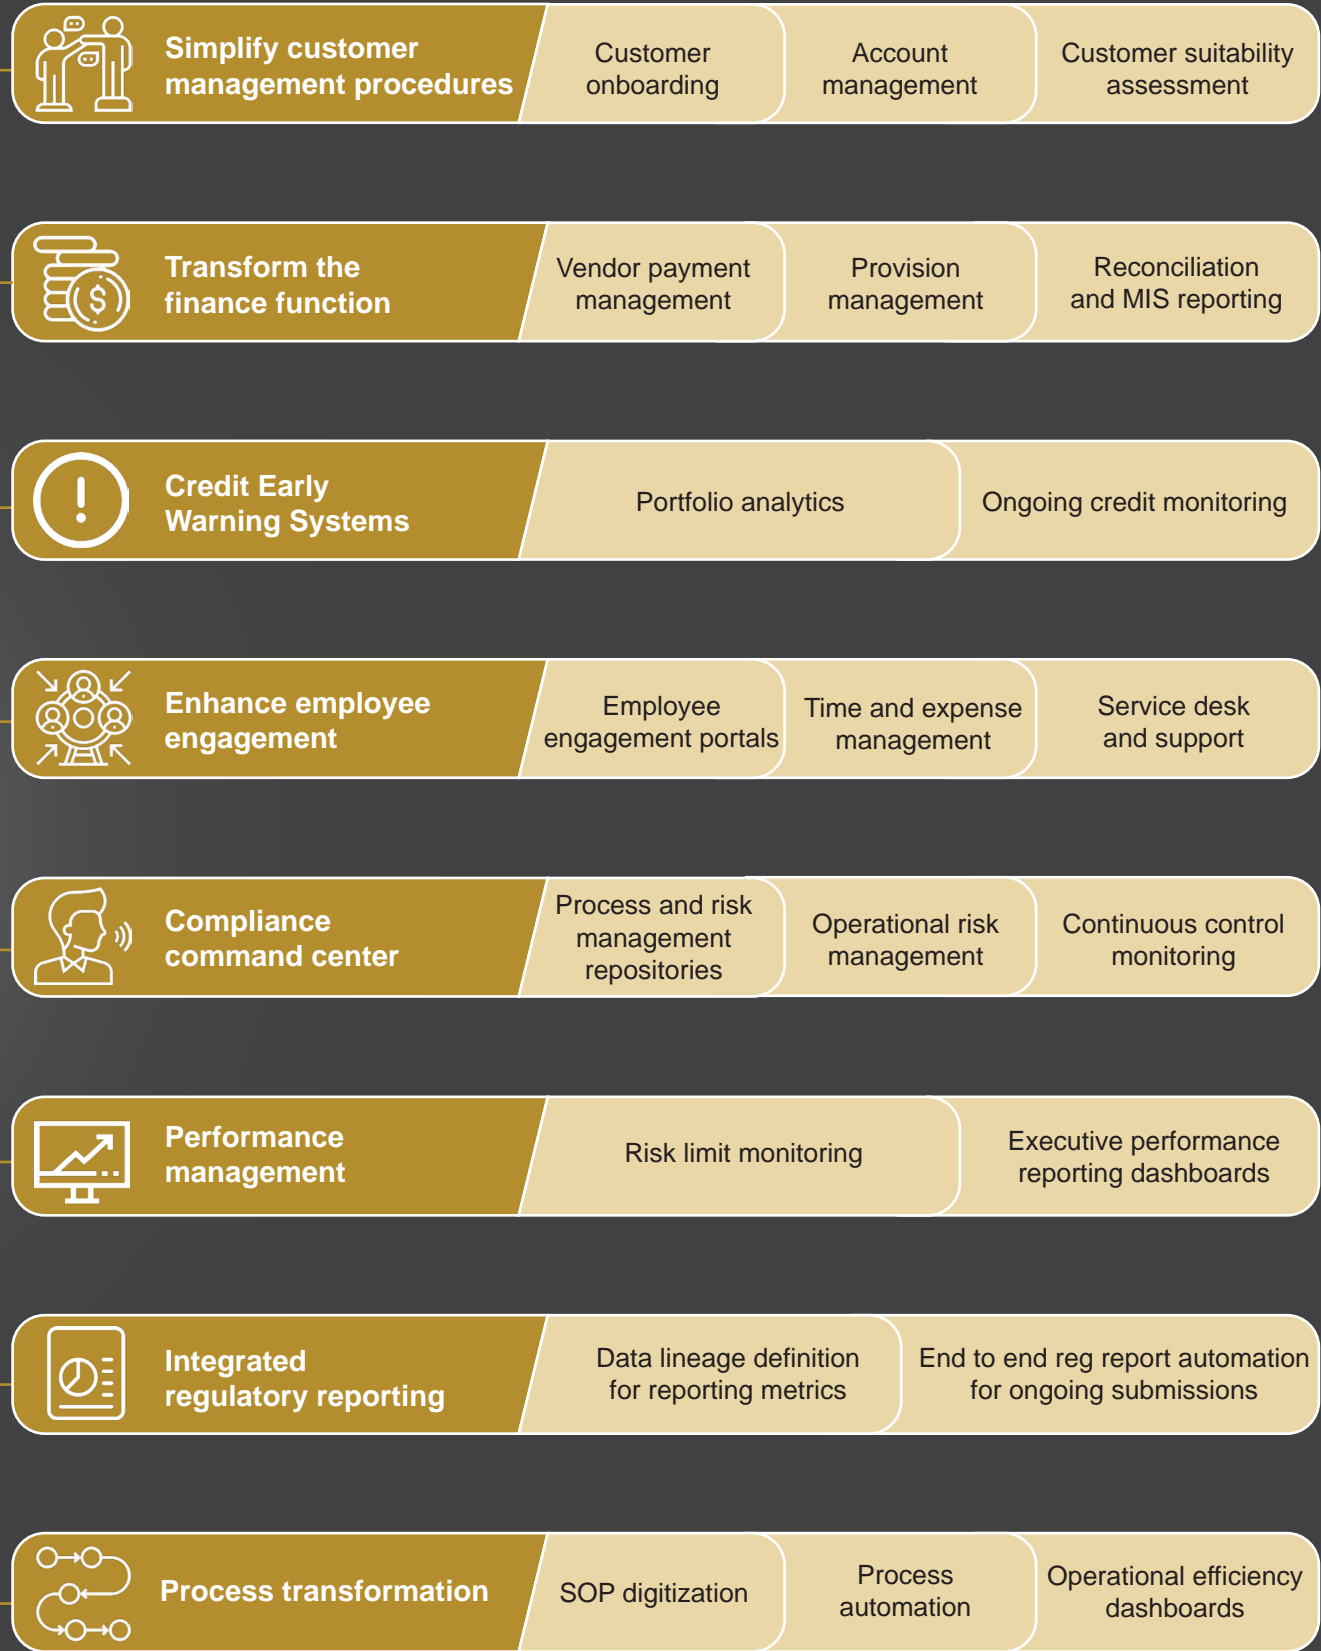 Simplify customer
management procedures
Customer
onboarding
Account
management
Customer suitability
assessment
Transform the
finance function
Vendor payment
management
Provision
management
Reconciliation
and MIS reporting
Credit Early
Warning Systems
Portfolio analytics
Ongoing credit monitoring
Enhance employee
engagement
Employee
engagement portals
Time and expense
management
Service desk
and support
Compliance
command center
Process and risk
management
repositories
Operational risk
management
Continuous control
monitoring
Performance
management
Risk limit monitoring
Executive performance
reporting dashboards
Integrated
regulatory reporting
Data lineage definition
for reporting metrics
End to end reg report automation
for ongoing submissions
Process transformation
SOP digitization
Process
automation
Operational efficiency
dashboards